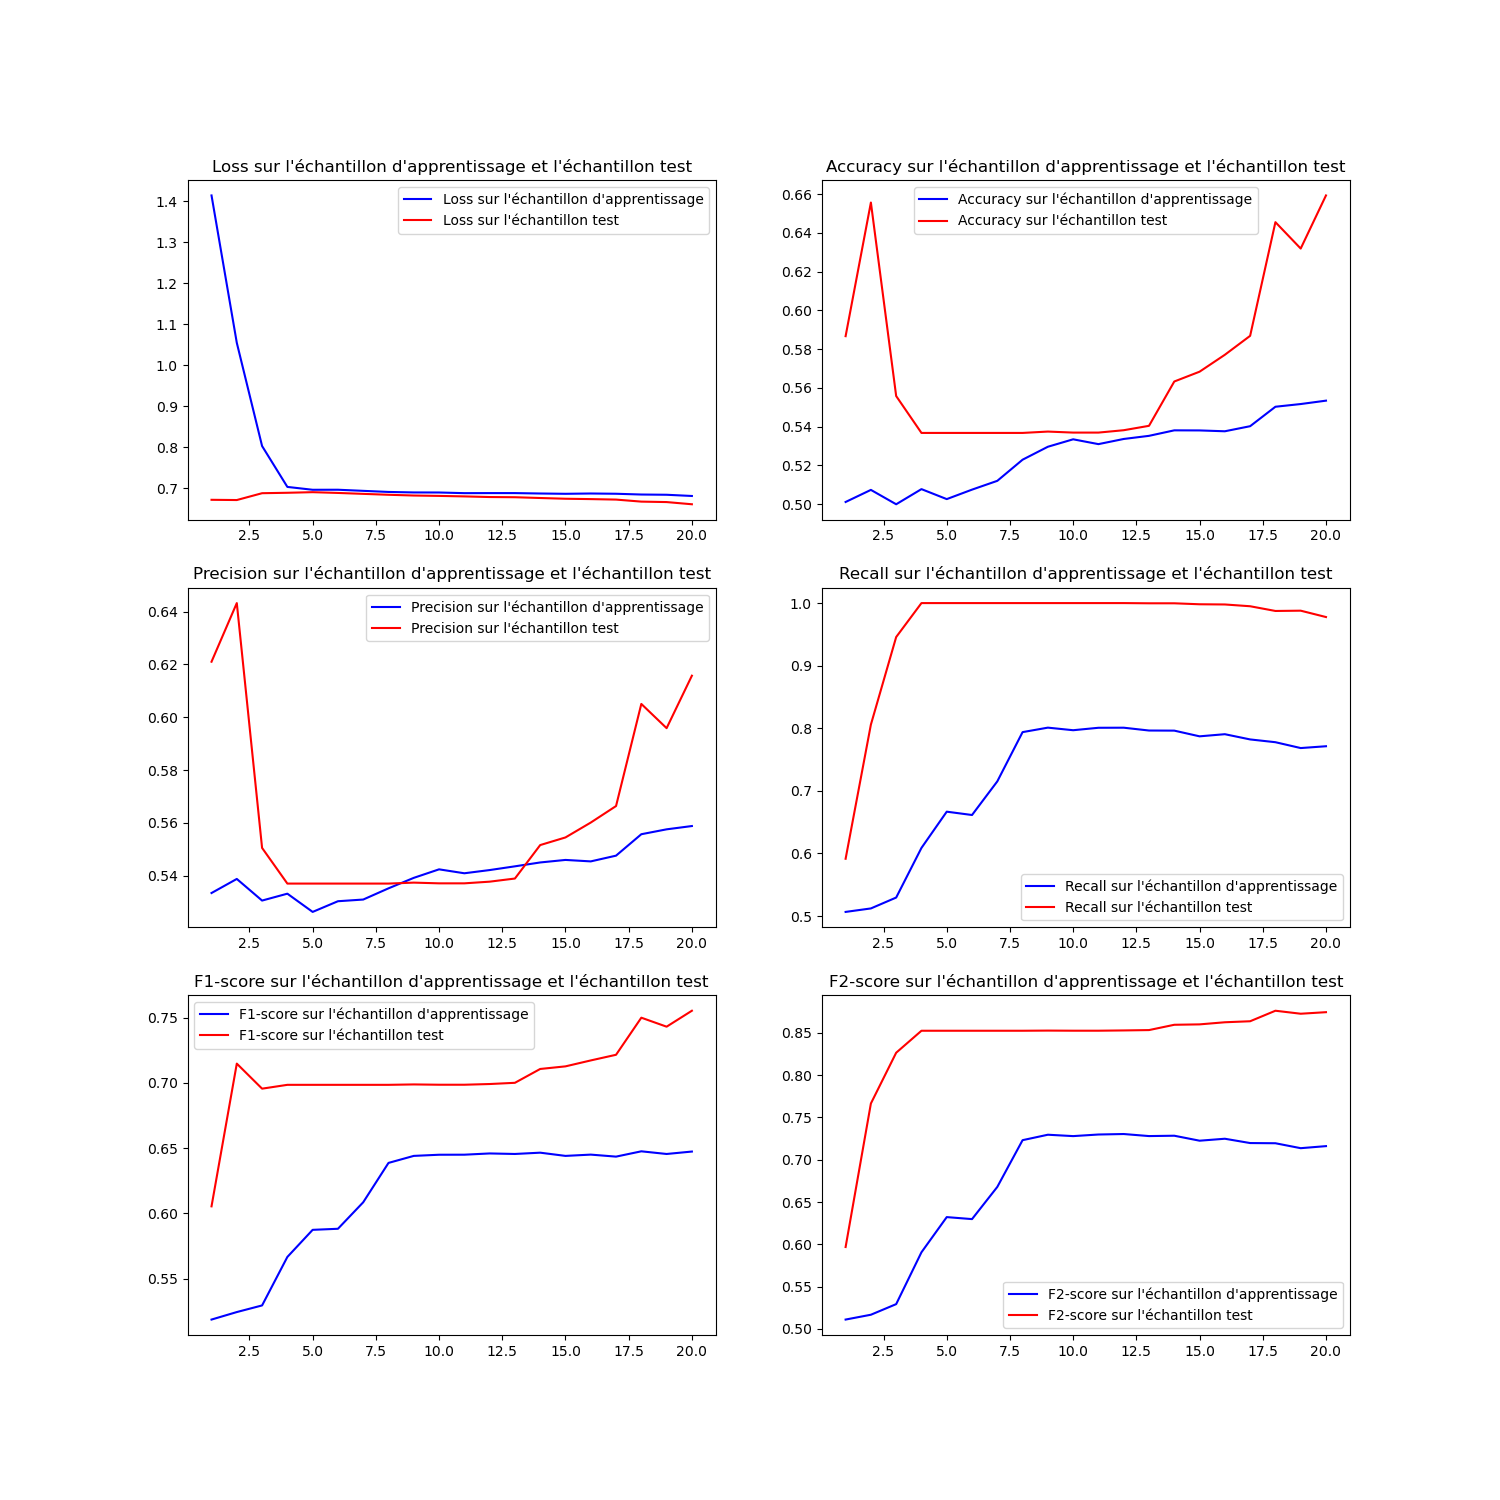 Loss sur l'échantillon d'apprentissage et l'échantillon test
Loss sur l'échantillon d'apprentissage
Loss sur l'échantillon test
1.4
1.3
1.2
1.1
1.0
0.9
0.8
0.7
2.5 5.0 7.5 10.0 12.5 15.0 17.5 20.0
Accuracy sur l'échantillon d'apprentissage et l'échantillon test
Accuracy sur l'échantillon d'apprentissage
Accuracy sur l'échantillon test
0.66
0.64
0.62
0.60
0.58
0.56
0.54
0.52
0.50
2.5 5.0 7.5 10.0 12.5 15.0 17.5 20.0
Precision sur l'échantillon d'apprentissage et l'échantillon test
Precision sur l'échantillon d'apprentissage
Precision sur l'échantillon test
0.64
0.62
0.60
0.58
0.56
0.54
2.5 5.0 7.5 10.0 12.5 15.0 17.5 20.0
Recall sur l'échantillon d'apprentissage et l'échantillon test
1.0
0.9
0.8
0.7
0.6
0.5
Recall sur l'échantillon d'apprentissage
Recall sur l'échantillon test
2.5 5.0 7.5 10.0 12.5 15.0 17.5 20.0
F1-score sur l'échantillon d'apprentissage et l'échantillon test
F1-score sur l'échantillon d'apprentissage
F1-score sur l'échantillon test
0.75
0.70
0.65
0.60
0.55
2.5 5.0 7.5 10.0 12.5 15.0 17.5 20.0
F2-score sur l'échantillon d'apprentissage et l'échantillon test
0.85
0.80
0.75
0.70
0.65
0.60
0.55
0.50
F2-score sur l'échantillon d'apprentissage
F2-score sur l'échantillon test
2.5 5.0 7.5 10.0 12.5 15.0 17.5 20.0